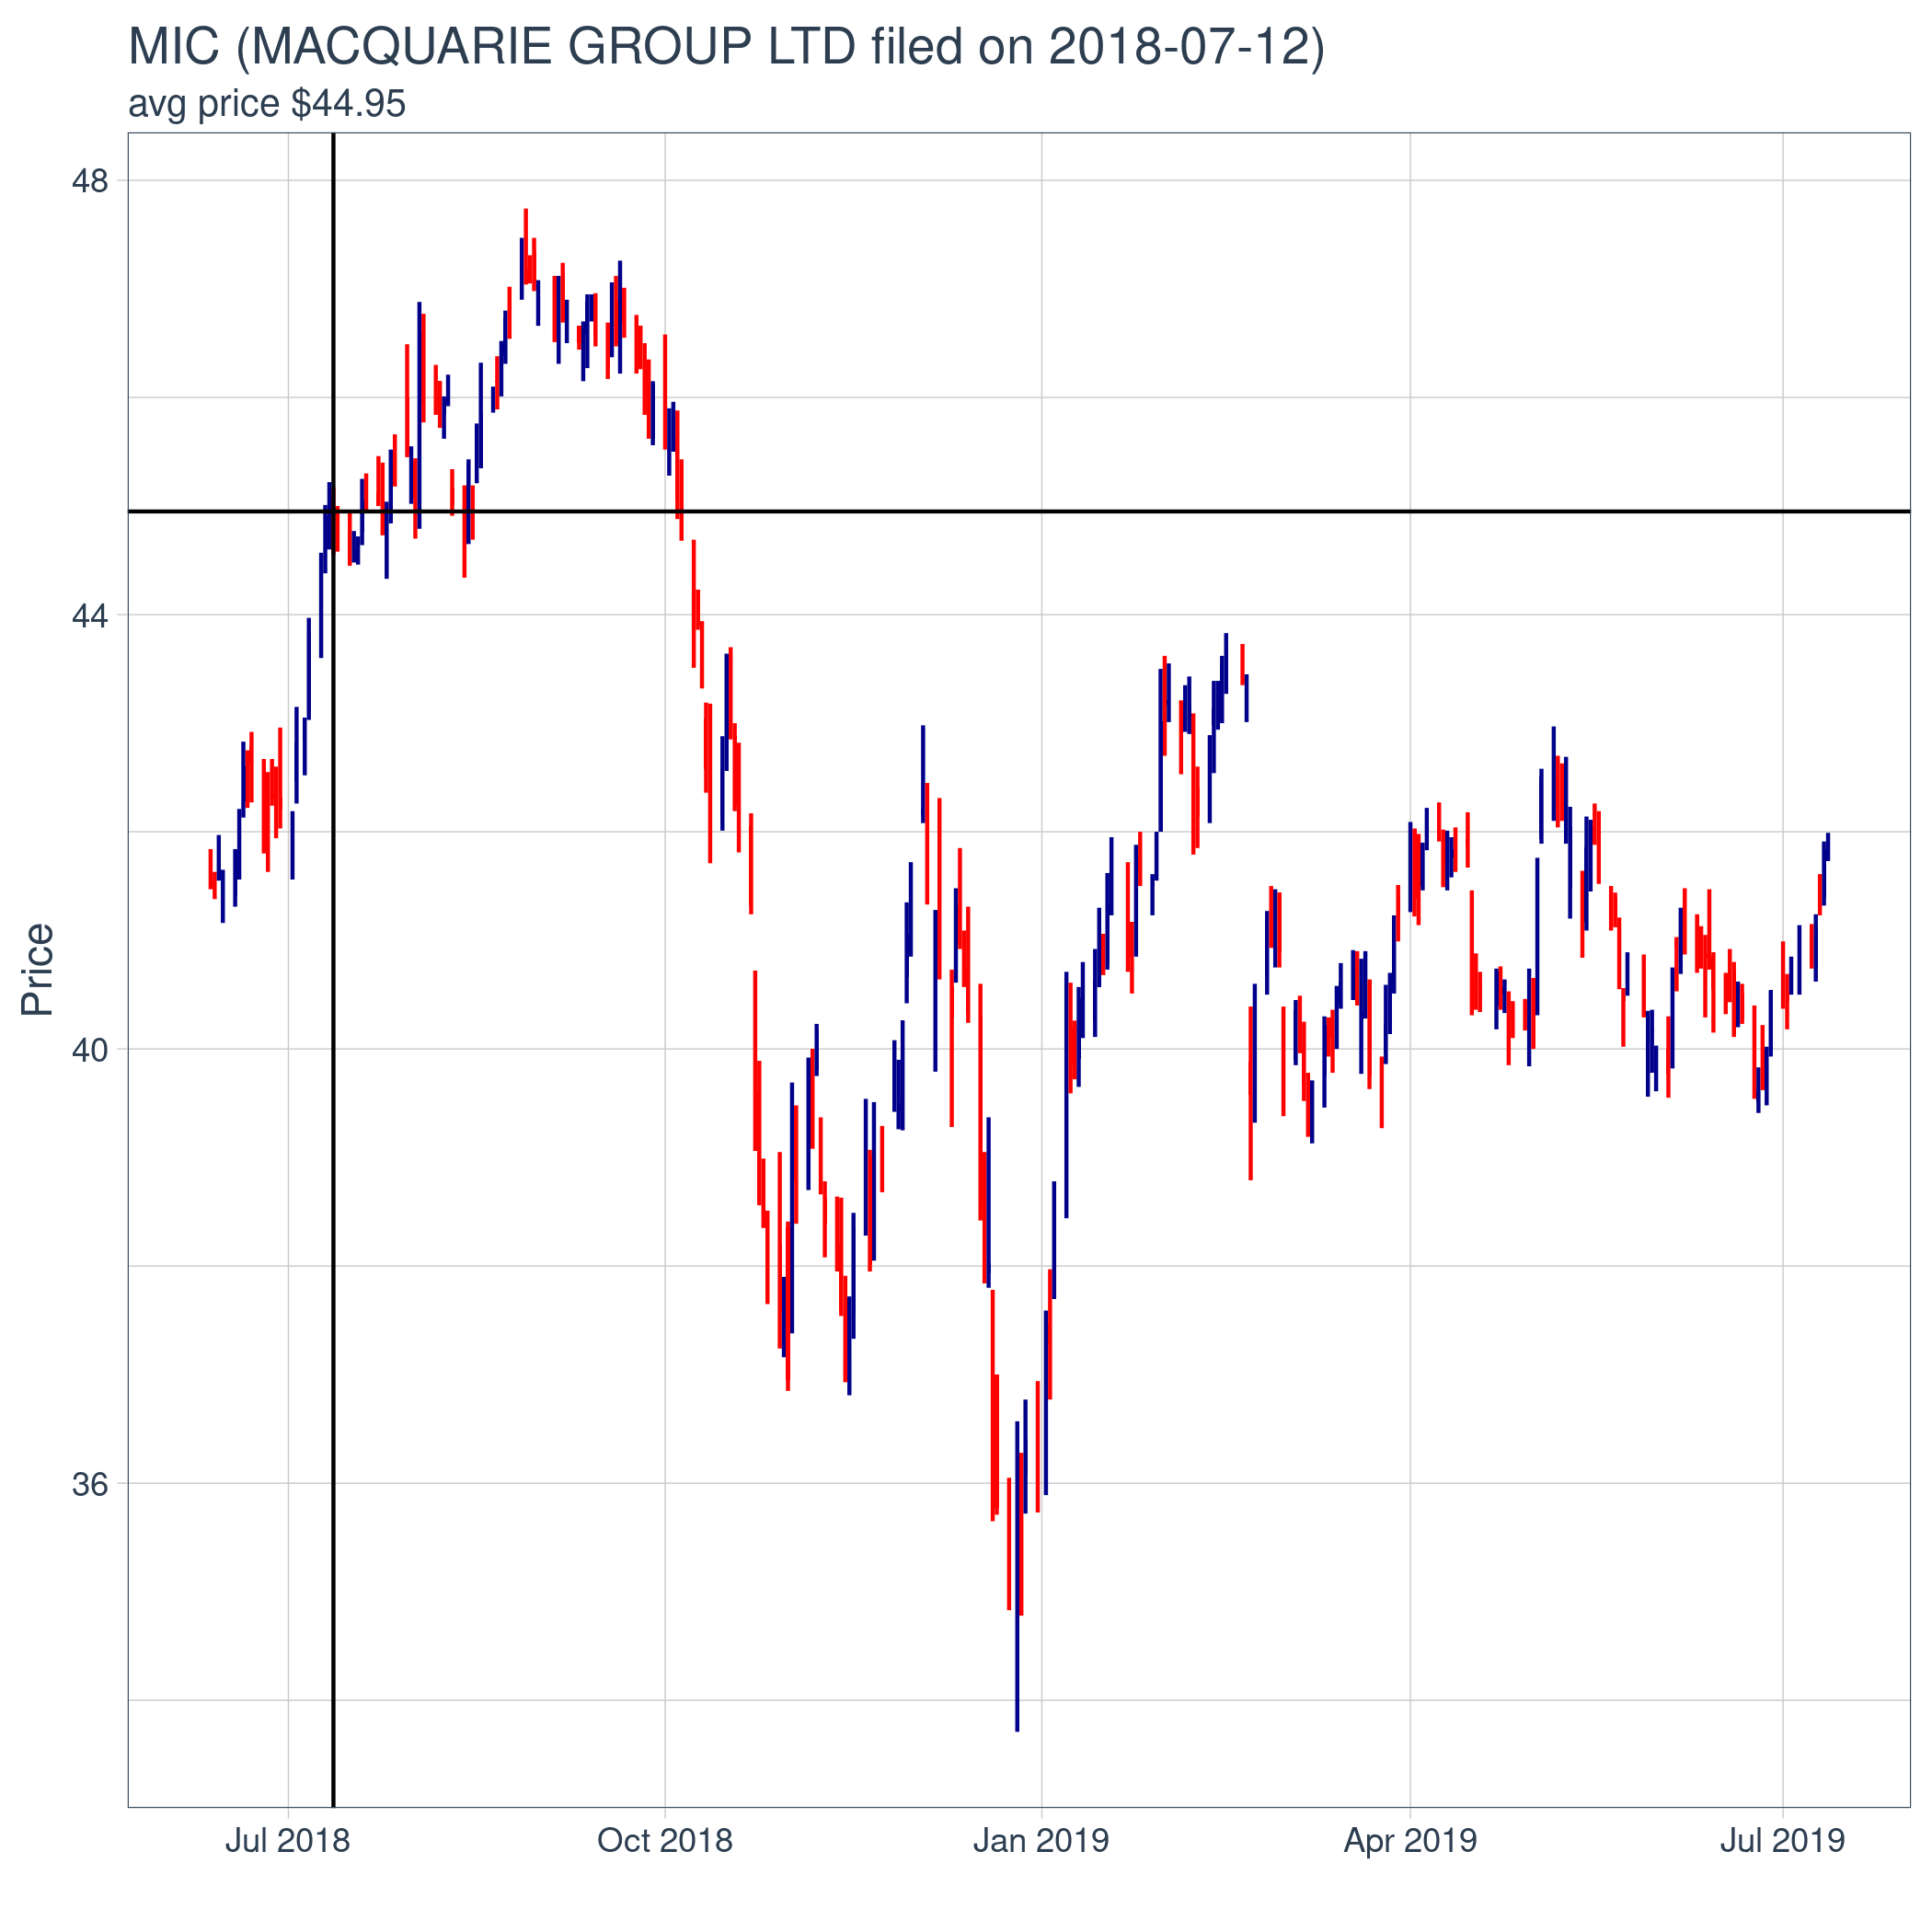 MIC (MACQUARIE GROUP LTD filed on 2018-07-12)
avg price $44.95
48
44
40
36
Price
Jul 2018
Oct 2018
Jan 2019
Apr 2019
Jul 2019